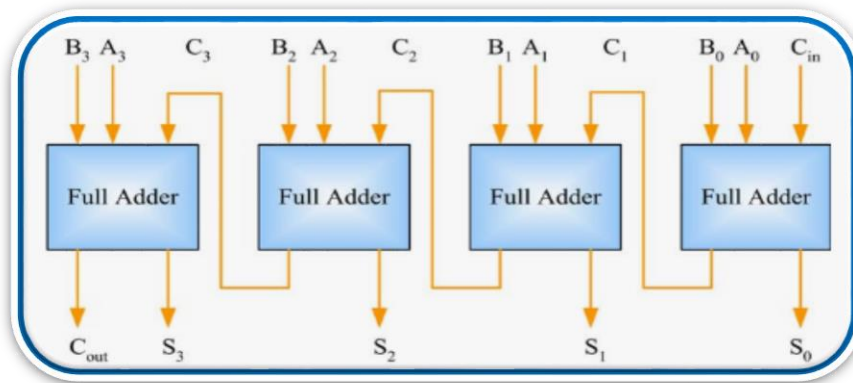 B₃ A₃ C₃ B₂ A₂ C₂ B₁ A₁ C₁ B₀ A₀ Cᵢₙ
Full Adder Full Adder Full Adder Full Adder
Cₒᵤₜ S₃ S₂ S₁ S₀